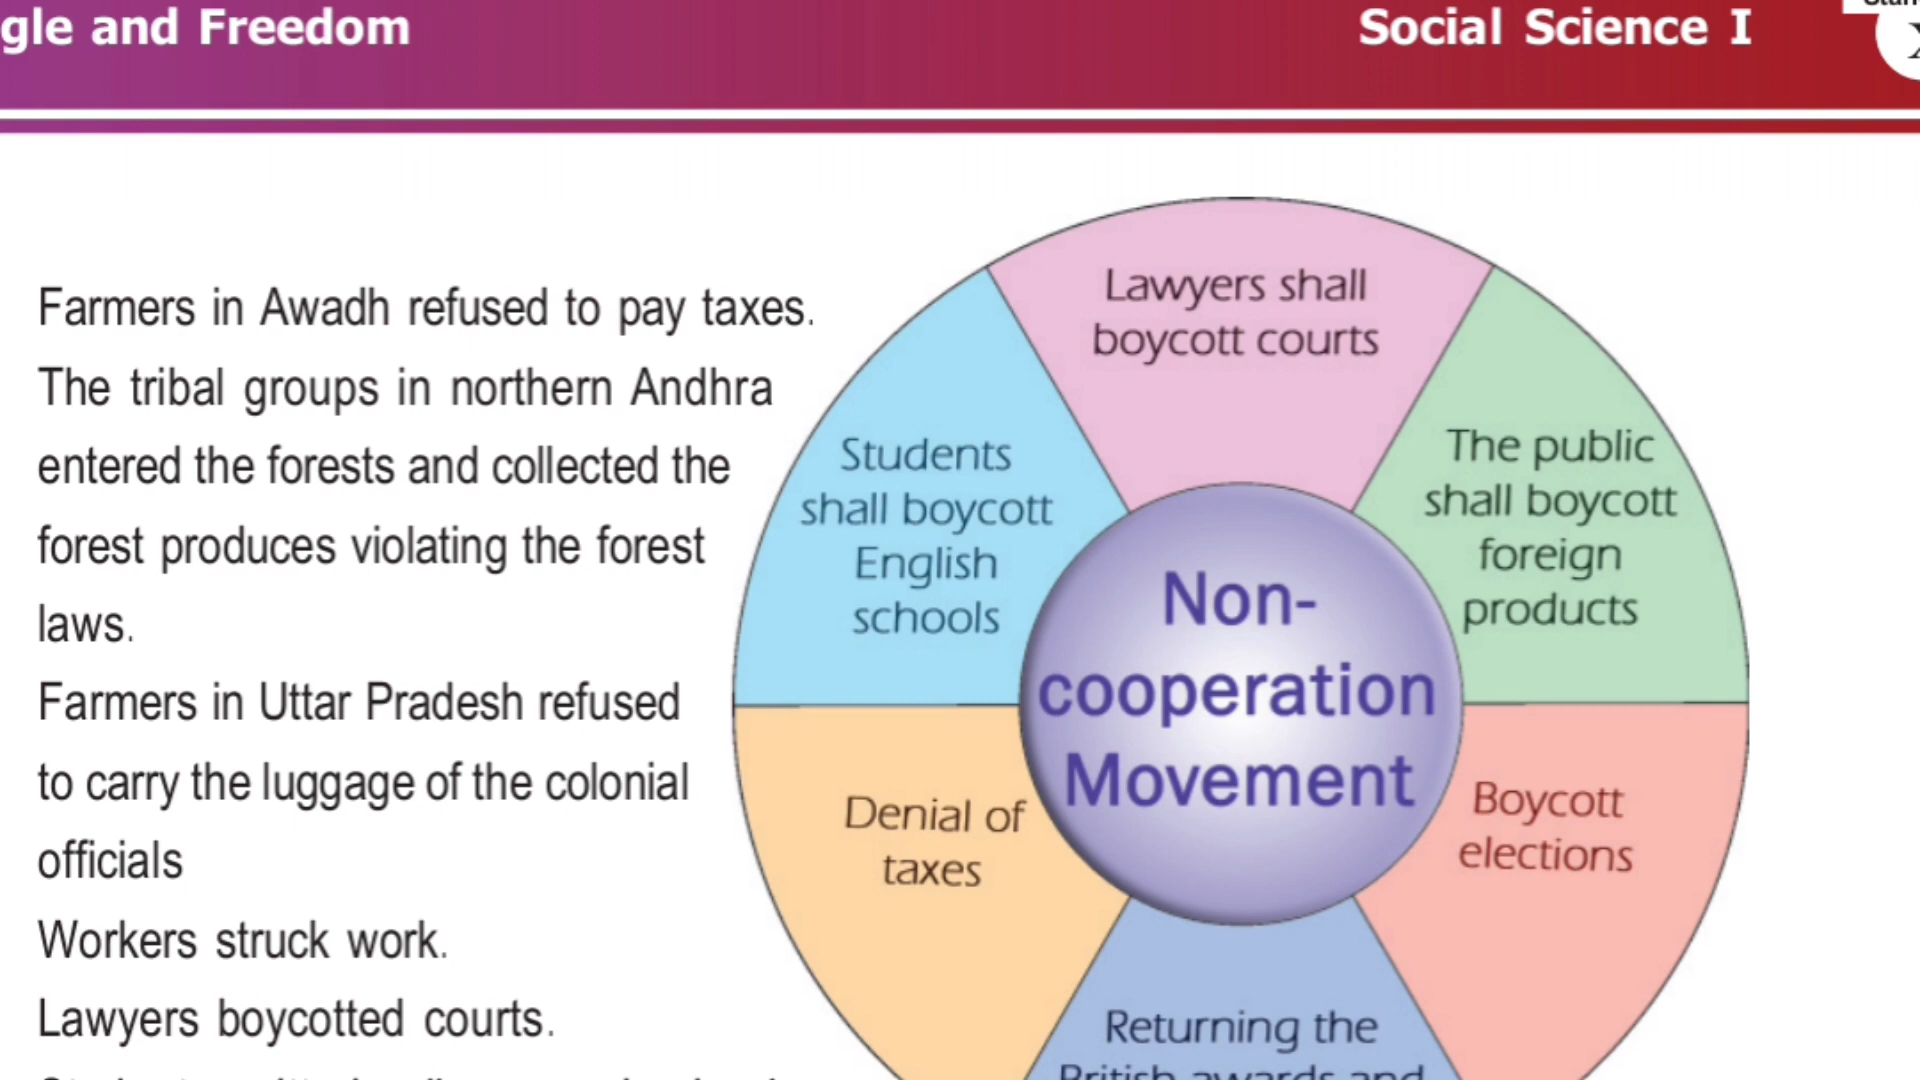 gle and Freedom
Social Science I
Farmers in Awadh refused to pay taxes.
The tribal groups in northern Andhra
entered the forests and collected the
forest produces violating the forest
laws.
Farmers in Uttar Pradesh refused
to carry the luggage of the colonial
officials
Workers struck work.
Lawyers boycotted courts.
Lawyers shall
boycott courts
The public
shall boycott
foreign
products
Boycott
elections
Returning the
British awards and
Denial of
taxes
Students
shall boycott
English
schools
Non-
cooperation
Movement